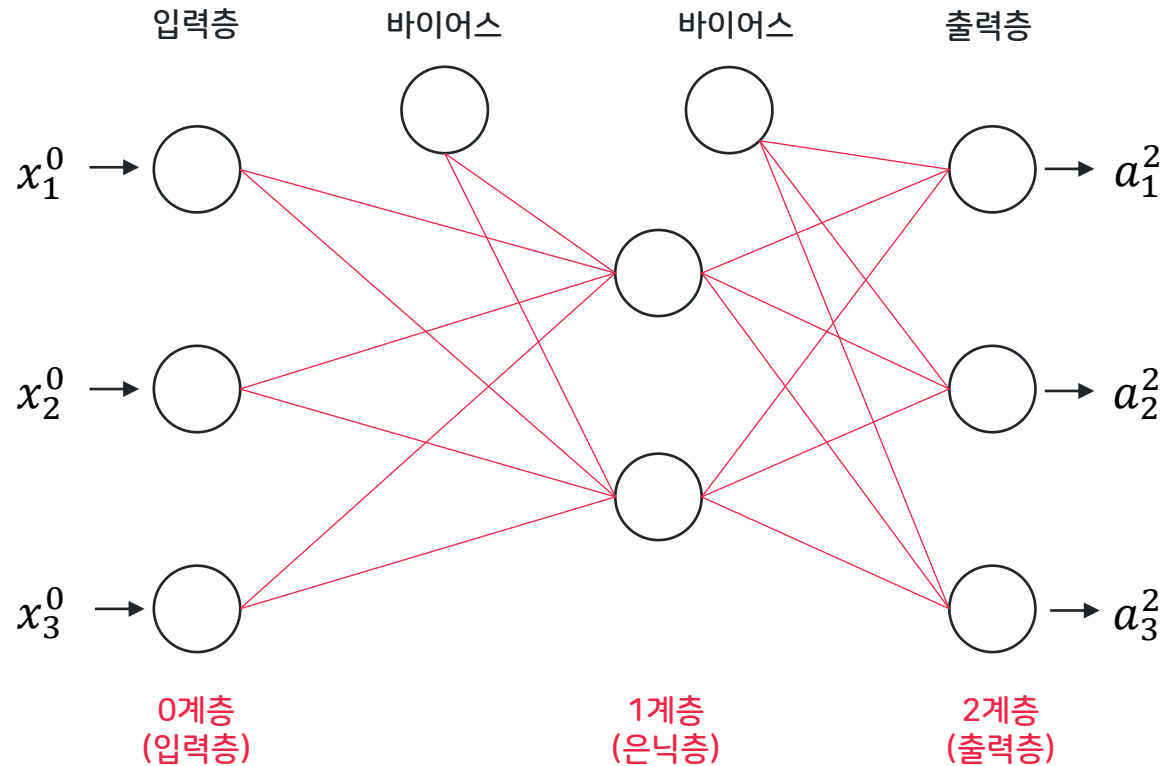 입력층 바이어스 바이어스 출력층
x_1^0 a_1^2
x_2^0 a_2^2
x_3^0 a_3^2
0계층 1계층 2계층
(입력층) (은닉층) (출력층)